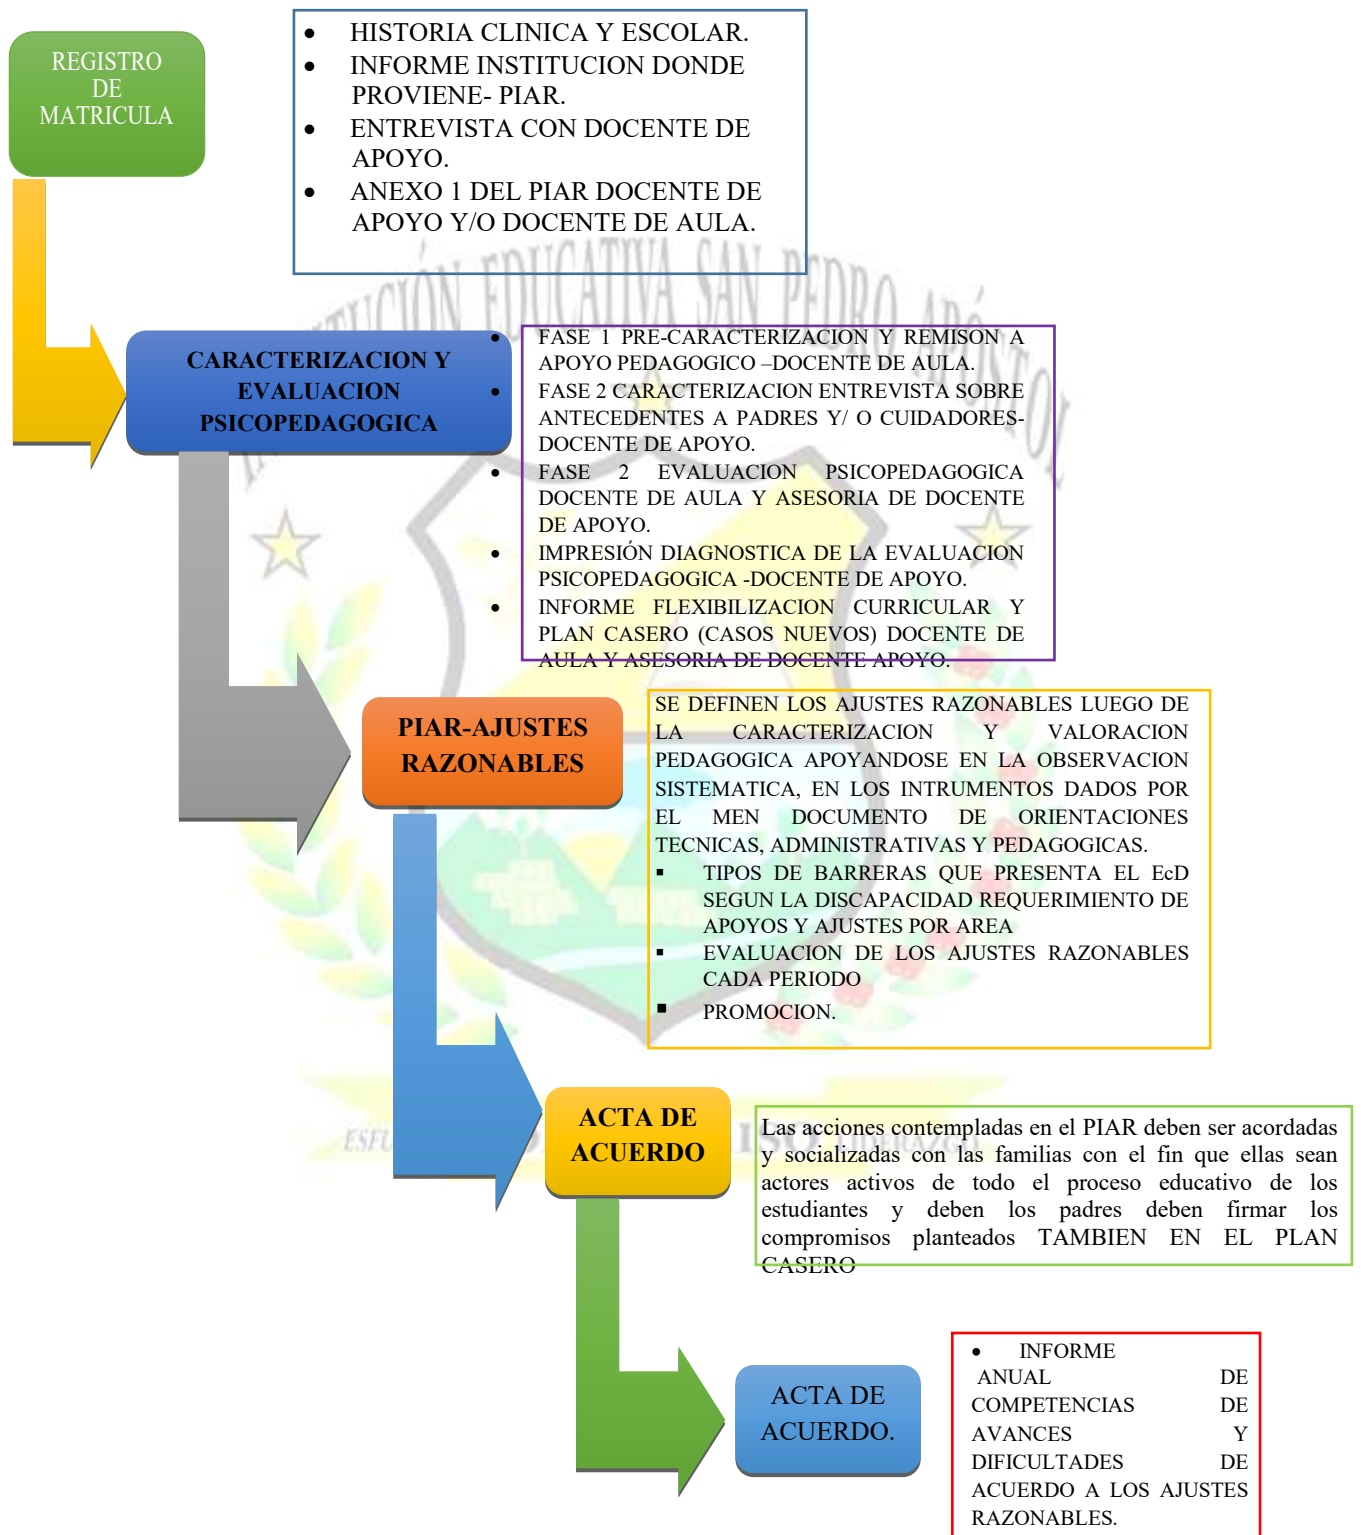 REGISTRO
DE
MATRICULA
• HISTORIA CLINICA Y ESCOLAR.
• INFORME INSTITUCION DONDE
PROVIENE- PIAR.
• ENTREVISTA CON DOCENTE DE
APOYO.
• ANEXO 1 DEL PIAR DOCENTE DE
APOYO Y/O DOCENTE DE AULA.
INSTITUCIÓN EDUCATIVA SAN PEDRO APÓSTOL
CARACTERIZACION Y
EVALUACION
PSICOPEDAGOGICA
• FASE 1 PRE-CARACTERIZACION Y REMISON A
APOYO PEDAGOGICO –DOCENTE DE AULA.
• FASE 2 CARACTERIZACION ENTREVISTA SOBRE
ANTECEDENTES A PADRES Y/ O CUIDADORES-
DOCENTE DE APOYO.
• FASE 2 EVALUACION PSICOPEDAGOGICA
DOCENTE DE AULA Y ASESORIA DE DOCENTE
DE APOYO.
• IMPRESIÓN DIAGNOSTICA DE LA EVALUACION
PSICOPEDAGOGICA -DOCENTE DE APOYO.
• INFORME FLEXIBILIZACION CURRICULAR Y
PLAN CASERO (CASOS NUEVOS) DOCENTE DE
AULA Y ASESORIA DE DOCENTE APOYO.
PIAR-AJUSTES
RAZONABLES
SE DEFINEN LOS AJUSTES RAZONABLES LUEGO DE
LA CARACTERIZACION Y VALORACION
PEDAGOGICA APOYANDOSE EN LA OBSERVACION
SISTEMATICA, EN LOS INTRUMENTOS DADOS POR
EL MEN DOCUMENTO DE ORIENTACIONES
TECNICAS, ADMINISTRATIVAS Y PEDAGOGICAS.
▪ TIPOS DE BARRERAS QUE PRESENTA EL EcD
SEGUN LA DISCAPACIDAD REQUERIMIENTO DE
APOYOS Y AJUSTES POR AREA
▪ EVALUACION DE LOS AJUSTES RAZONABLES
CADA PERIODO
▪ PROMOCION.
ACTA DE
ACUERDO
LIDERAZGO
Las acciones contempladas en el PIAR deben ser acordadas
y socializadas con las familias con el fin que ellas sean
actores activos de todo el proceso educativo de los
estudiantes y deben los padres deben firmar los
compromisos planteados TAMBIEN EN EL PLAN
CASERO
ACTA DE
ACUERDO.
• INFORME
ANUAL DE
COMPETENCIAS DE
AVANCES Y
DIFICULTADES DE
ACUERDO A LOS AJUSTES
RAZONABLES.